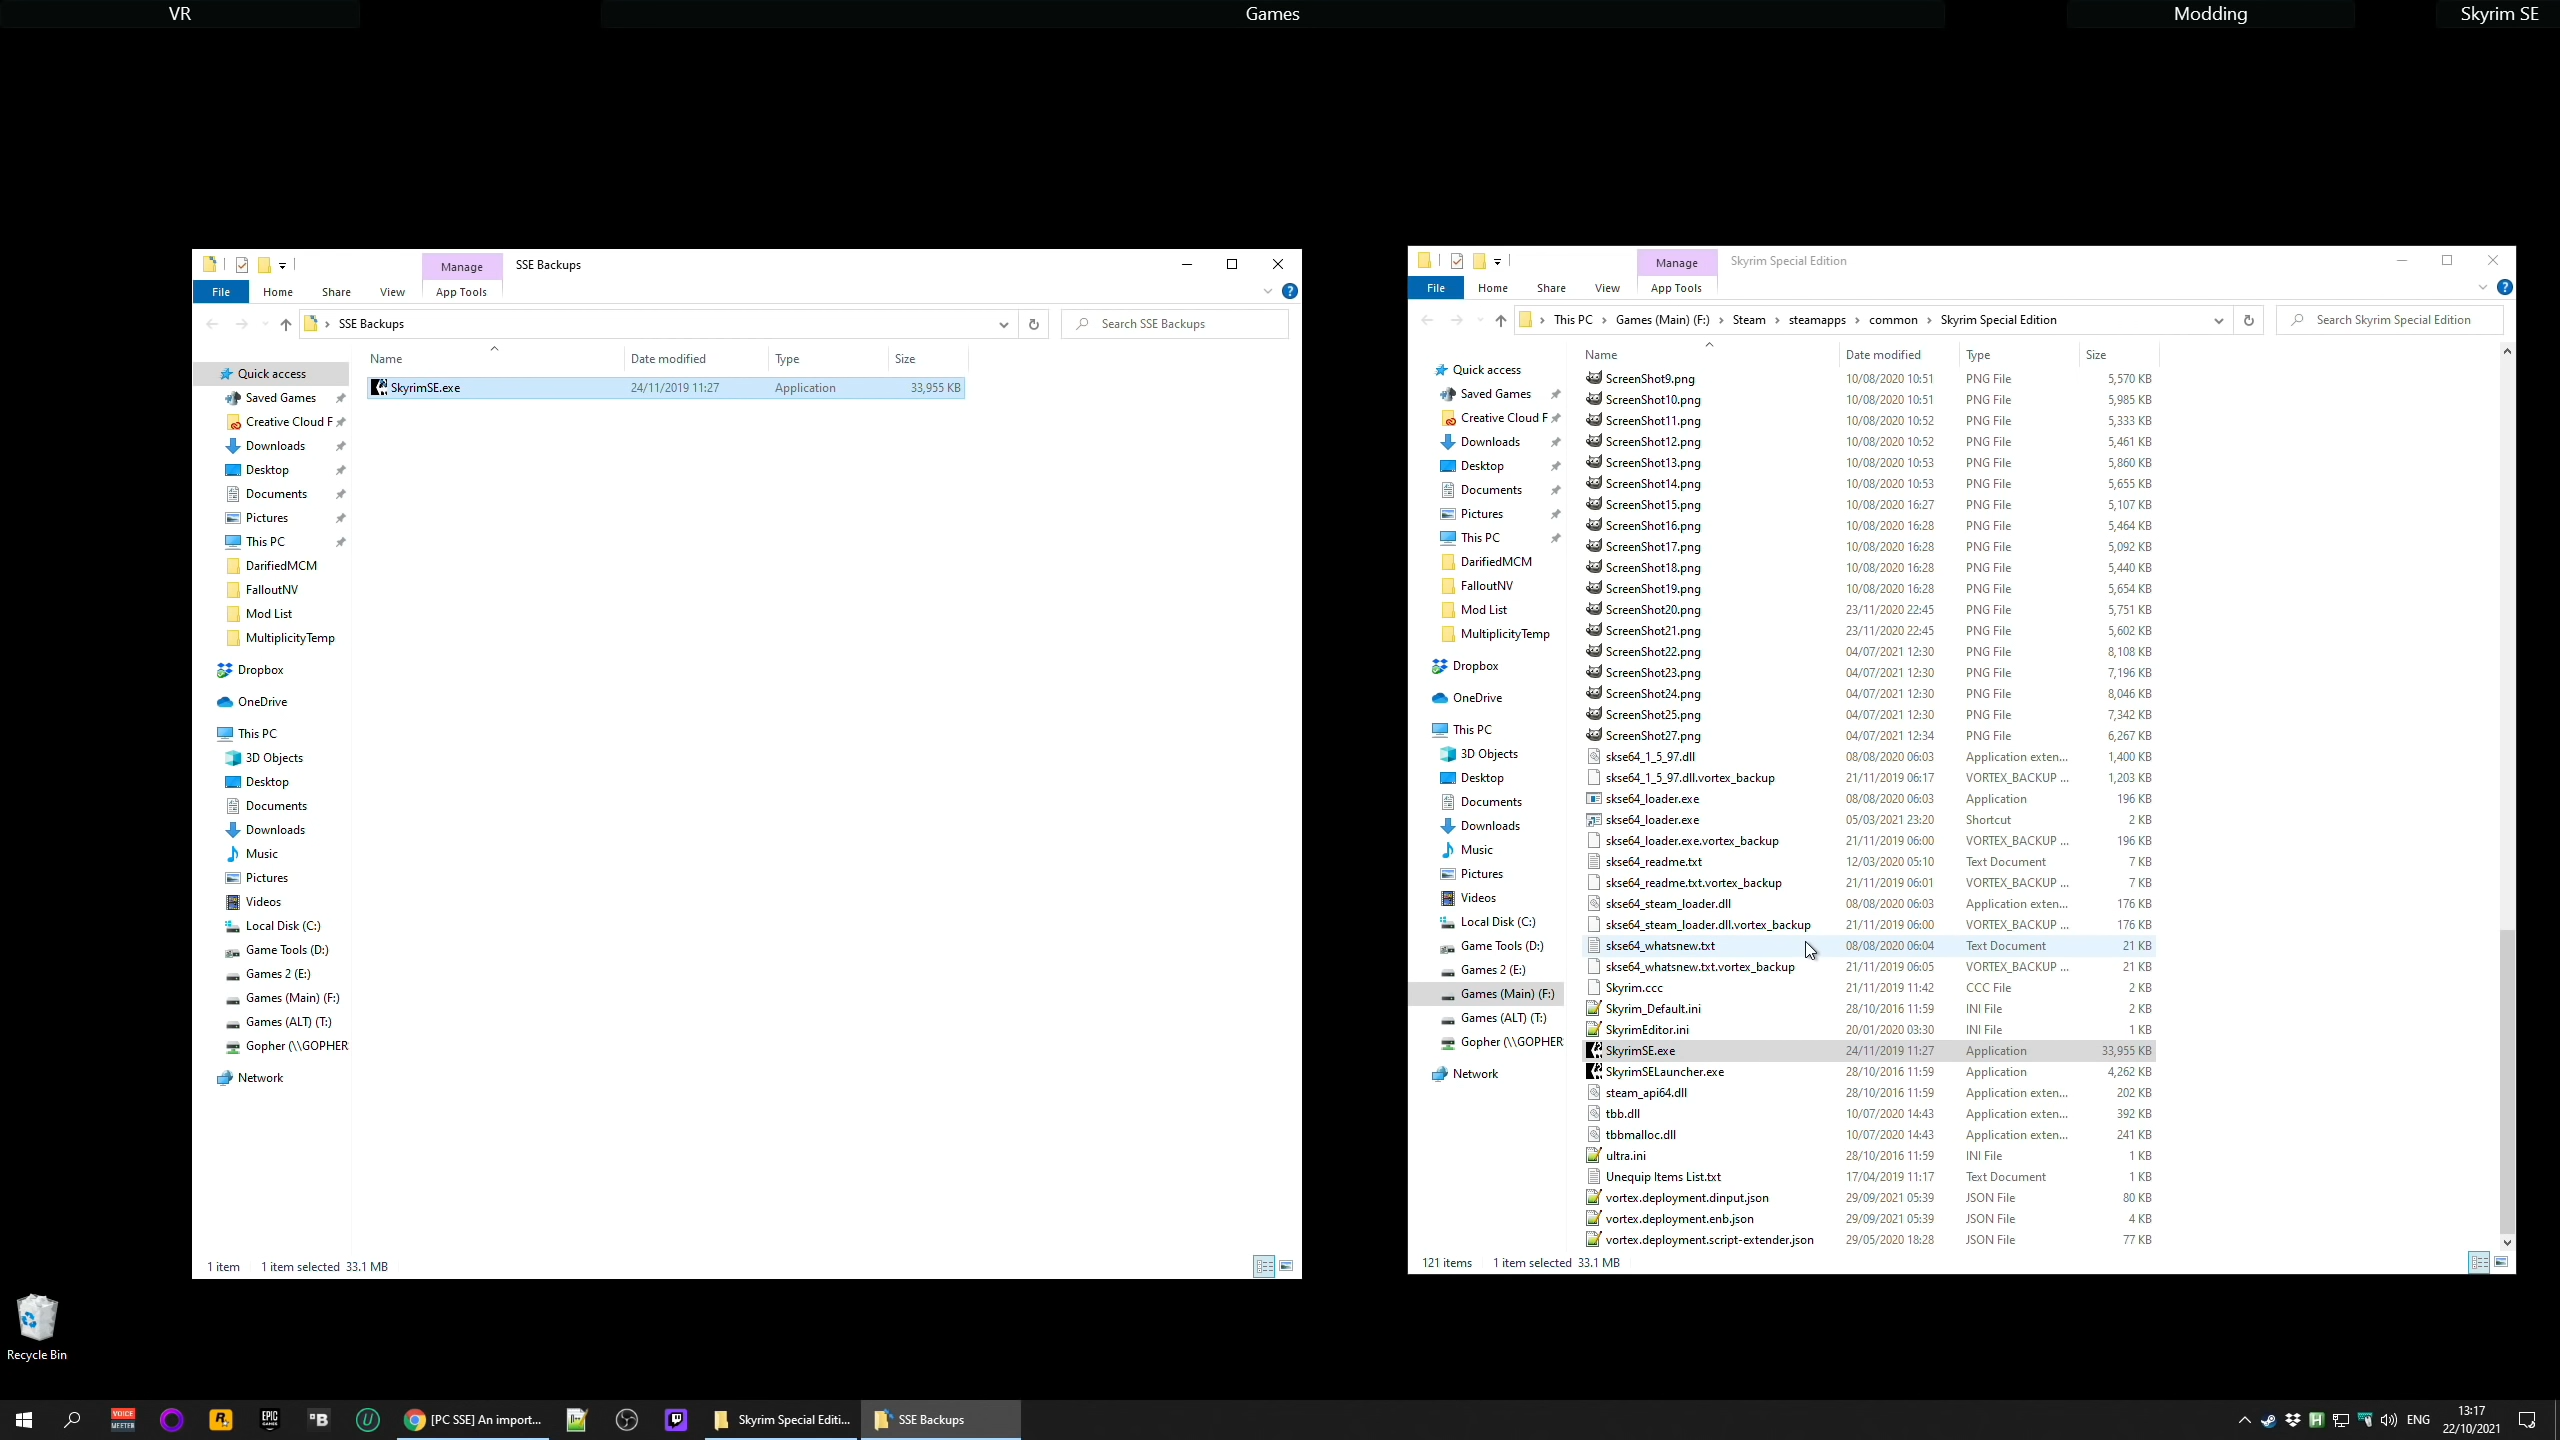 VR
Games
Modding
Skyrim SE
Manage
SSE Backups
File
Home
Share
View
App Tools
SSE Backups
Search SSE Backups
Name
Date modified
Type
Size
SkyrimSE.exe
24/11/2019 11:27
Application
33,955 KB
Quick access
Saved Games
Creative Cloud F
Downloads
Desktop
Documents
Pictures
This PC
DarifiedMCM
FalloutNV
Mod List
MultiplicityTemp
Dropbox
OneDrive
This PC
3D Objects
Desktop
Documents
Downloads
Music
Pictures
Videos
Local Disk (C:)
Game Tools (D:)
Games 2 (E:)
Games (Main) (F:)
Games (ALT) (T:)
Gopher (\\GOPHER
Network
1 item
1 item selected 33.1 MB
Manage
Skyrim Special Edition
File
Home
Share
View
App Tools
This PC > Games (Main) (F:) > Steam > steamapps > common > Skyrim Special Edition
Search Skyrim Special Edition
Quick access
Saved Games
Creative Cloud F
Downloads
Desktop
Documents
Pictures
This PC
DarifiedMCM
FalloutNV
Mod List
MultiplicityTemp
Dropbox
OneDrive
This PC
3D Objects
Desktop
Documents
Downloads
Music
Pictures
Videos
Local Disk (C:)
Game Tools (D:)
Games 2 (E:)
Games (Main) (F:)
Games (ALT) (T:)
Gopher (\\GOPHER
Network
Name Date modified Type Size
ScreenShot9.png 10/08/2020 10:51 PNG File 5,570 KB
ScreenShot10.png 10/08/2020 10:51 PNG File 5,985 KB
ScreenShot11.png 10/08/2020 10:52 PNG File 5,333 KB
ScreenShot12.png 10/08/2020 10:52 PNG File 5,461 KB
ScreenShot13.png 10/08/2020 10:53 PNG File 5,860 KB
ScreenShot14.png 10/08/2020 10:53 PNG File 5,655 KB
ScreenShot15.png 10/08/2020 16:27 PNG File 5,107 KB
ScreenShot16.png 10/08/2020 16:28 PNG File 5,464 KB
ScreenShot17.png 10/08/2020 16:28 PNG File 5,092 KB
ScreenShot18.png 10/08/2020 16:28 PNG File 5,440 KB
ScreenShot19.png 10/08/2020 16:28 PNG File 5,654 KB
ScreenShot20.png 23/11/2020 22:45 PNG File 5,751 KB
ScreenShot21.png 23/11/2020 22:45 PNG File 5,602 KB
ScreenShot22.png 04/07/2021 12:30 PNG File 8,108 KB
ScreenShot23.png 04/07/2021 12:30 PNG File 7,196 KB
ScreenShot24.png 04/07/2021 12:30 PNG File 8,046 KB
ScreenShot25.png 04/07/2021 12:30 PNG File 7,342 KB
ScreenShot27.png 04/07/2021 12:34 PNG File 6,267 KB
skse64_1_5_97.dll 08/08/2020 06:03 Application exten... 1,400 KB
skse64_1_5_97.dll.vortex_backup 21/11/2019 06:17 VORTEX_BACKUP ... 1,203 KB
skse64_loader.exe 08/08/2020 06:03 Application 196 KB
skse64_loader.exe 05/03/2021 23:20 Shortcut 2 KB
skse64_loader.exe.vortex_backup 21/11/2019 06:00 VORTEX_BACKUP ... 196 KB
skse64_readme.txt 12/03/2020 05:10 Text Document 7 KB
skse64_readme.txt.vortex_backup 21/11/2019 06:01 VORTEX_BACKUP ... 7 KB
skse64_steam_loader.dll 08/08/2020 06:03 Application exten... 176 KB
skse64_steam_loader.dll.vortex_backup 21/11/2019 06:00 VORTEX_BACKUP ... 176 KB
skse64_whatsnew.txt 08/08/2020 06:04 Text Document 21 KB
skse64_whatsnew.txt.vortex_backup 21/11/2019 06:05 VORTEX_BACKUP ... 21 KB
Skyrim.ccc 21/11/2019 11:42 CCC File 2 KB
Skyrim_Default.ini 28/10/2016 11:59 INI File 2 KB
SkyrimEditor.ini 20/01/2020 03:30 INI File 1 KB
SkyrimSE.exe 24/11/2019 11:27 Application 33,955 KB
SkyrimSELauncher.exe 28/10/2016 11:59 Application 4,262 KB
steam_api64.dll 28/10/2016 11:59 Application exten... 202 KB
tbb.dll 10/07/2020 14:43 Application exten... 392 KB
tbbmalloc.dll 10/07/2020 14:43 Application exten... 241 KB
ultra.ini 28/10/2016 11:59 INI File 1 KB
Unequip Items List.txt 17/04/2019 11:17 Text Document 1 KB
vortex.deployment.dinput.json 29/09/2021 05:39 JSON File 80 KB
vortex.deployment.enb.json 29/09/2021 05:39 JSON File 4 KB
vortex.deployment.script-extender.json 29/05/2020 18:28 JSON File 77 KB
121 items
1 item selected 33.1 MB
Recycle Bin
VOICE
MEETER
EPIC
GAMES
[PC SSE] An import...
Skyrim Special Editi...
SSE Backups
ENG
13:17
22/10/2021